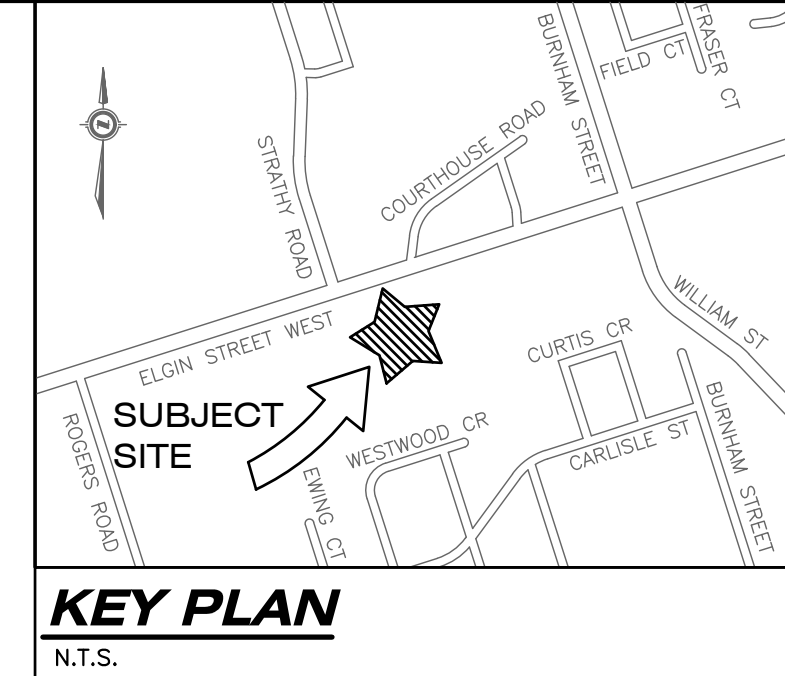 BURNHAM STREET
FRASER CT
FIELD CT
STRATHY ROAD
COURTHOUSE ROAD
N
WILLIAM ST
ELGIN STREET WEST
CURTIS CR
SUBJECT
SITE
ROGERS ROAD
EWING CT
WESTWOOD CR
CARLISLE ST
BURNHAM STREET
KEY PLAN
N.T.S.